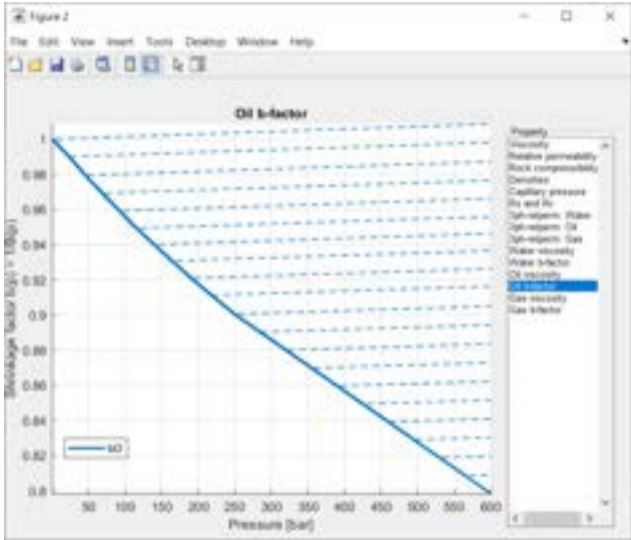 Figure 2
File Edit View Insert Tools Desktop Window Help
Oil b-factor
Shrinkage factor b(p) = 1/B(p)
1
0.98
0.96
0.94
0.92
0.9
0.88
0.86
0.84
0.82
0.8
bO
50 100 150 200 250 300 350 400 450 500 550 600
Pressure [bar]
Property
Viscosity
Relative permeability
Rock compressibility
Densities
Capillary pressure
Rs and Rv
3ph-relperm: Water
3ph-relperm: Oil
3ph-relperm: Gas
Water viscosity
Water b-factor
Oil viscosity
Oil b-factor
Gas viscosity
Gas b-factor